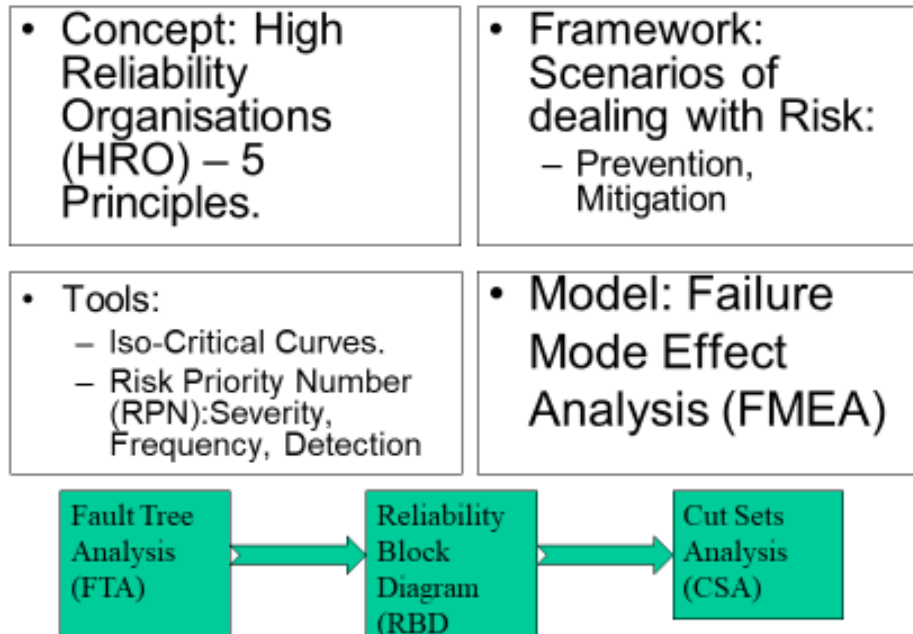 • Concept: High
Reliability
Organisations
(HRO) – 5
Principles.
• Framework:
Scenarios of
dealing with Risk:
– Prevention,
Mitigation
• Tools:
– Iso-Critical Curves.
– Risk Priority Number
(RPN):Severity,
Frequency, Detection
• Model: Failure
Mode Effect
Analysis (FMEA)
Fault Tree
Analysis
(FTA)
Reliability
Block
Diagram
(RBD
Cut Sets
Analysis
(CSA)